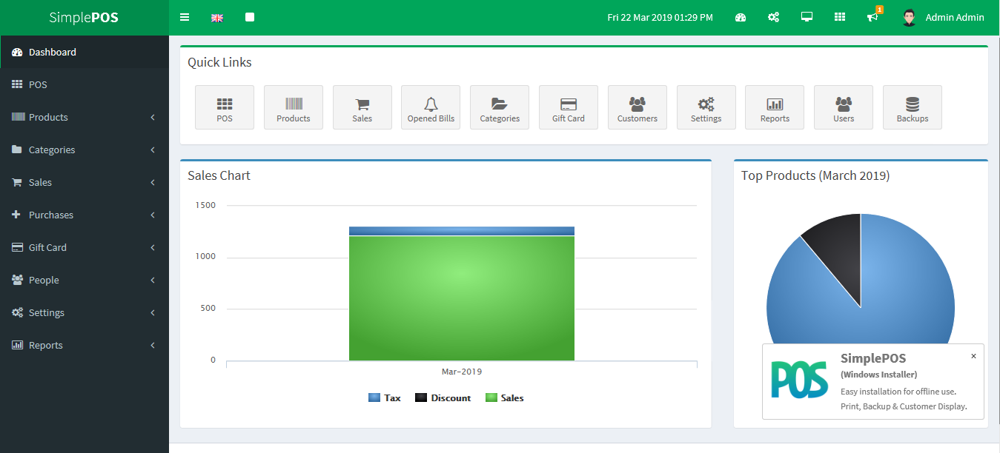 SimplePOS
Fri 22 Mar 2019 01:29 PM
1
Admin Admin
Dashboard
POS
Products
Categories
Sales
Purchases
Gift Card
People
Settings
Reports
Quick Links
POS
Products
Sales
Opened Bills
Categories
Gift Card
Customers
Settings
Reports
Users
Backups
Sales Chart
1500
1000
500
0
Mar-2019
Tax
Discount
Sales
Top Products (March 2019)
POS
SimplePOS
×
(Windows Installer)
Easy installation for offline use.
Print, Backup & Customer Display.